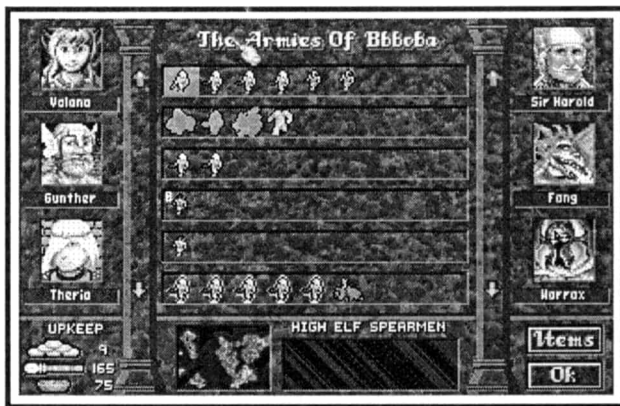 The Armies Of Bbboba
Valana
Sir Harold
Gunther
Fang
B
Theria
Warrax
UPKEEP
HIGH ELF SPEARMEN
9
165
75
Items
Ok